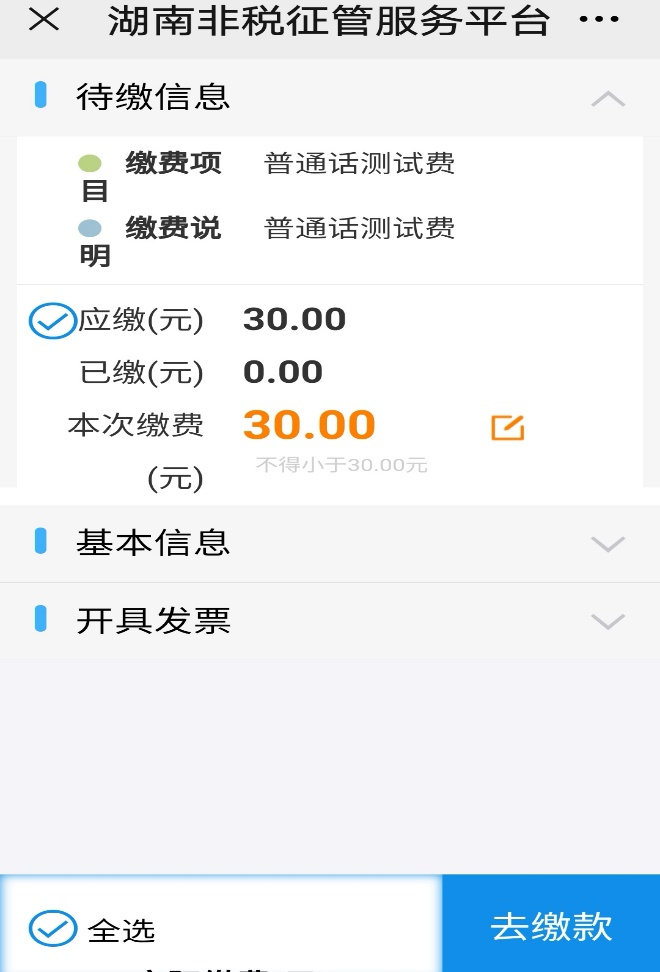 湖南非税征管服务平台
待缴信息
缴费项 普通话测试费
目
缴费说 普通话测试费
明
应缴(元) 30.00
已缴(元) 0.00
本次缴费 30.00
不得小于30.00元
(元)
基本信息
开具发票
全选
去缴款